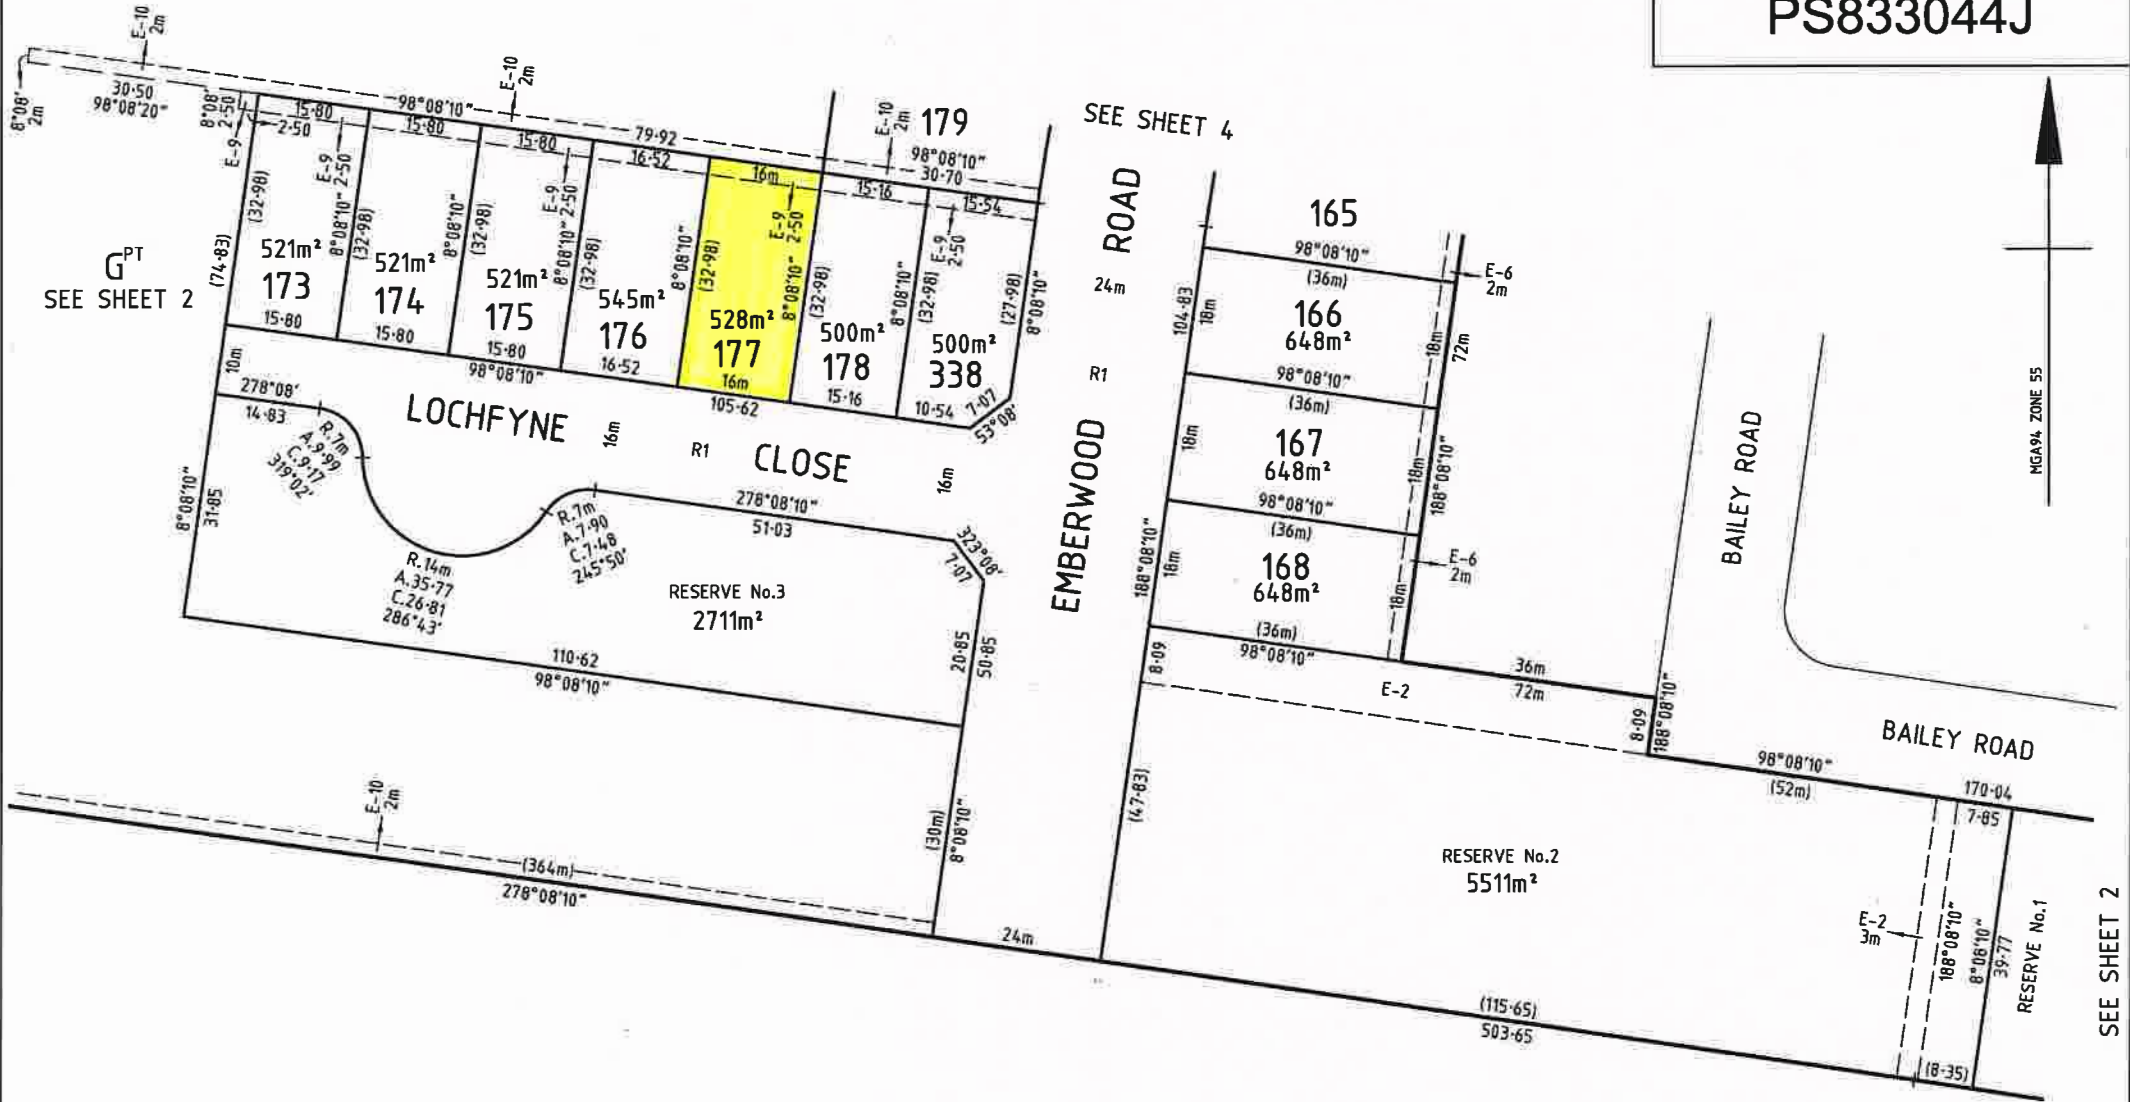 PS833044J
E-10
2m
E-10
2m
30·50
98°08'20"
8°08'
2m
8°08'
2·50
15·80
2·50
98°08'10"
15·80
15·80
79·92
16·52
16m
E-10
2m
179
98°08'10"
30·70
15·16
15·54
SEE SHEET 4
E-9
E-9
2·50
E-9
2·50
E-9
2·50
E-9
2·50
(74·83)
(32·98)
8°08'10"
(32·98)
8°08'10"
(32·98)
8°08'10"
(32·98)
8°08'10"
(32·98)
8°08'10"
(32·98)
8°08'10"
(32·98)
(27·98)
8°08'10"
G PT
SEE SHEET 2
521m²
173
15·80
521m²
174
15·80
521m²
175
15·80
545m²
176
16·52
528m²
177
16m
500m²
178
15·16
500m²
338
10·54
7·07
53°08'
98°08'10"
105·62
10m
278°08'
14·83
R.7m
A.9·99
C.9·17
319°02'
LOCHFYNE
16m
R1
CLOSE
16m
8°08'10"
31·85
R.14m
A.35·77
C.26·81
286°43'
R.7m
A.7·90
C.7·48
245°50'
278°08'10"
51·03
323°08'
7·07
RESERVE No.3
2711m²
20·85
50·85
110·62
98°08'10"
EMBERWOOD
ROAD
24m
R1
104·83
18m
18m
188°08'10"
18m
8·09
165
98°08'10"
(36m)
E-6
2m
166
648m²
18m
72m
98°08'10"
(36m)
167
648m²
18m
188°08'10"
98°08'10"
(36m)
168
648m²
18m
E-6
2m
(36m)
98°08'10"
36m
72m
E-2
8·09
188°08'10"
BAILEY ROAD
BAILEY ROAD
MGA94 ZONE 55
98°08'10"
(52m)
170·04
7·85
E-10
2m
(364m)
278°08'10"
(30m)
8°08'10"
(47·83)
24m
RESERVE No.2
5511m²
E-2
3m
188°08'10"
8°08'10"
39·77
RESERVE No.1
SEE SHEET 2
(115·65)
503·65
(8·35)